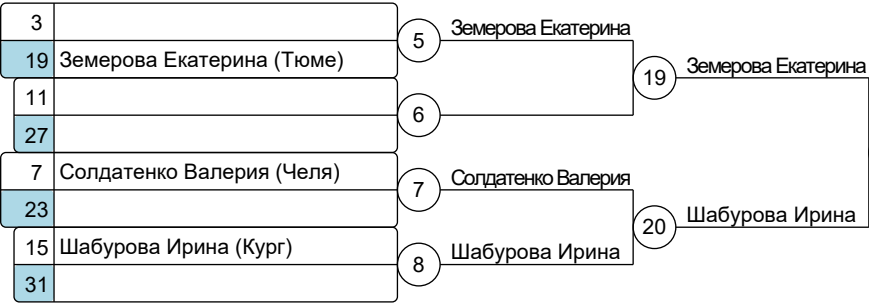 3
19 Земерова Екатерина (Тюме)
5 Земерова Екатерина
19 Земерова Екатерина
11
27
6
7 Солдатенко Валерия (Челя)
23
7 Солдатенко Валерия
20 Шабурова Ирина
15 Шабурова Ирина (Кург)
31
8 Шабурова Ирина